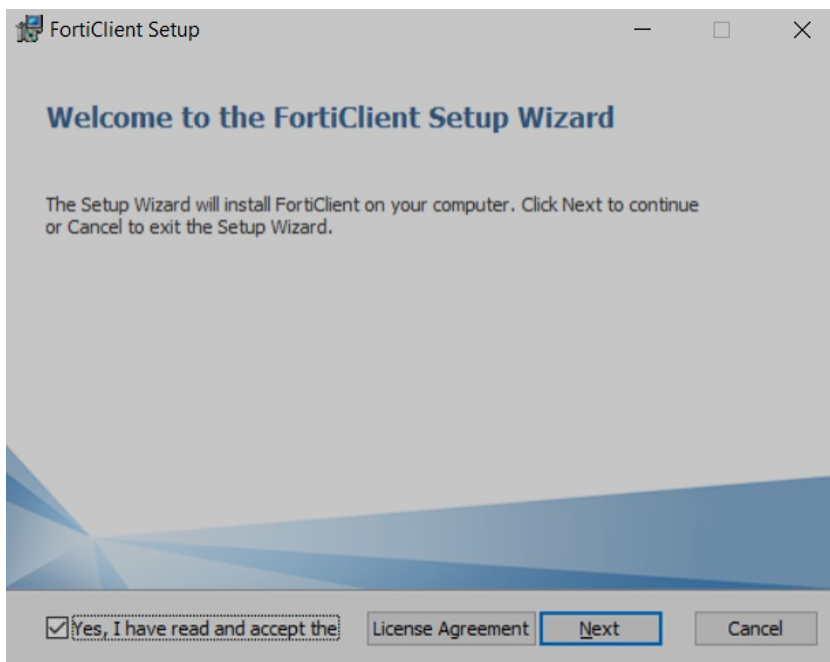 FortiClient Setup
Welcome to the FortiClient Setup Wizard
The Setup Wizard will install FortiClient on your computer. Click Next to continue
or Cancel to exit the Setup Wizard.
Yes, I have read and accept the License Agreement Next Cancel